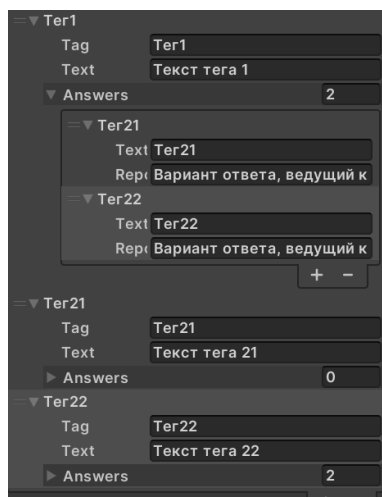 Тег1
Tag Тег1
Text Текст тега 1
Answers 2
Тег21
Text Тег21
Repo Вариант ответа, ведущий к
Тег22
Text Тег22
Repo Вариант ответа, ведущий к
+ −
Тег21
Tag Тег21
Text Текст тега 21
Answers 0
Тег22
Tag Тег22
Text Текст тега 22
Answers 2